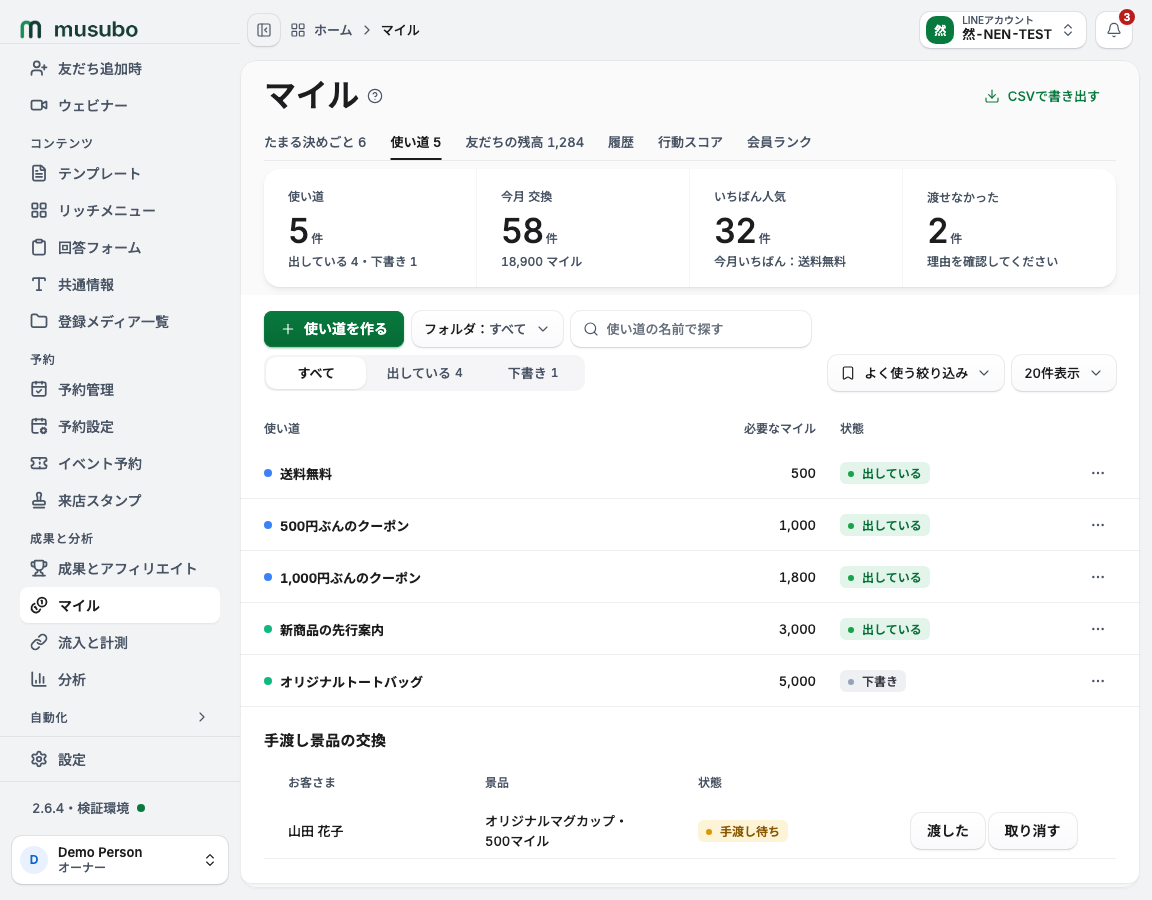 musubo
友だち追加時
ウェビナー
コンテンツ
テンプレート
リッチメニュー
回答フォーム
共通情報
登録メディア一覧
予約
予約管理
予約設定
イベント予約
来店スタンプ
成果と分析
成果とアフィリエイト
マイル
流入と計測
分析
自動化
設定
2.6.4・検証環境
D
Demo Person
オーナー
ホーム
マイル
然
LINEアカウント
然-NEN-TEST
3
マイル
CSVで書き出す
たまる決めごと 6
使い道 5
友だちの残高 1,284
履歴
行動スコア
会員ランク
使い道
5件
出している 4・下書き 1
今月 交換
58件
18,900 マイル
いちばん人気
32件
今月いちばん：送料無料
渡せなかった
2件
理由を確認してください
使い道を作る
フォルダ：すべて
使い道の名前で探す
すべて
出している 4
下書き 1
よく使う絞り込み
20件表示
使い道 必要なマイル 状態
送料無料 500 出している
500円ぶんのクーポン 1,000 出している
1,000円ぶんのクーポン 1,800 出している
新商品の先行案内 3,000 出している
オリジナルトートバッグ 5,000 下書き
手渡し景品の交換
お客さま 景品 状態
山田 花子
オリジナルマグカップ・
500マイル
手渡し待ち
渡した
取り消す